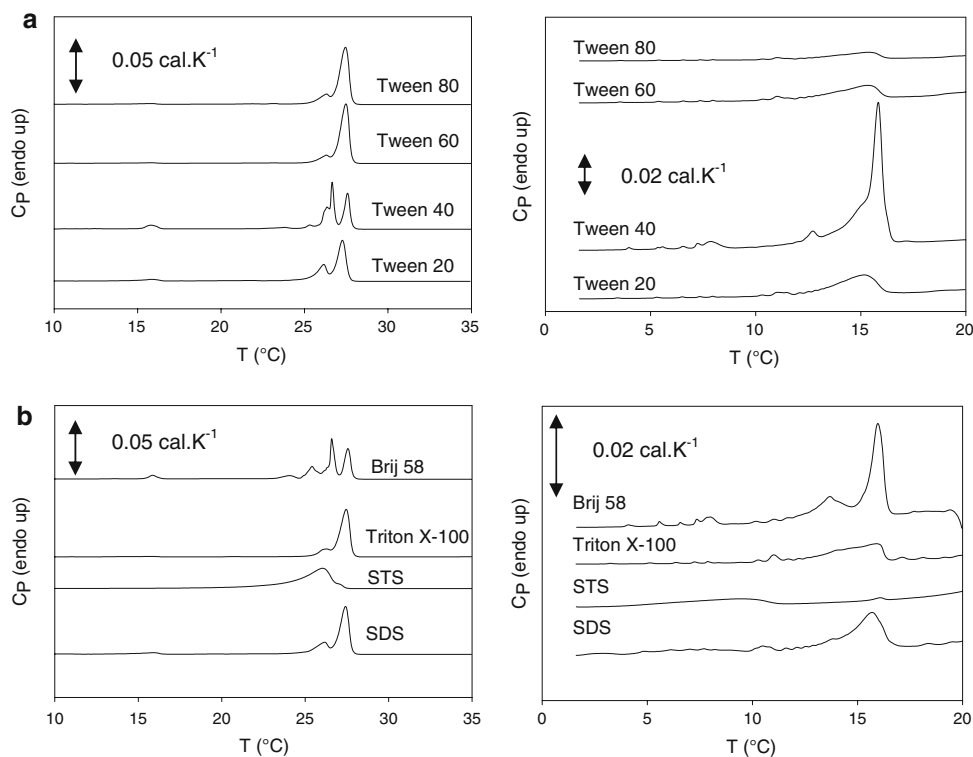 a
0.05 cal.K⁻¹
Tween 80
Tween 60
Tween 40
Tween 20
CP (endo up)
10 15 20 25 30 35
T (°C)
Tween 80
Tween 60
0.02 cal.K⁻¹
Tween 40
Tween 20
CP (endo up)
0 5 10 15 20
T (°C)
b
0.05 cal.K⁻¹
Brij 58
Triton X-100
STS
SDS
CP (endo up)
10 15 20 25 30 35
T (°C)
0.02 cal.K⁻¹
Brij 58
Triton X-100
STS
SDS
CP (endo up)
0 5 10 15 20
T (°C)